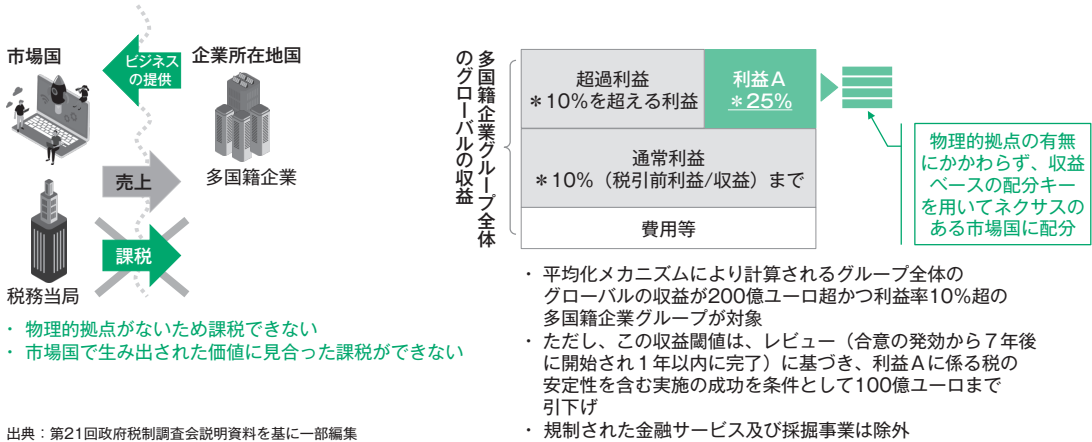 市場国
ビジネス
の提供
企業所在地国
売上
多国籍企業
課税
税務当局
・ 物理的拠点がないため課税できない
・ 市場国で生み出された価値に見合った課税ができない
出典：第21回政府税制調査会説明資料を基に一部編集
多国籍企業グループ全体
のグローバルの収益
超過利益
＊10%を超える利益
利益A
＊25%
通常利益
＊10%（税引前利益/収益）まで
費用等
物理的拠点の有無
にかかわらず、収益
ベースの配分キー
を用いてネクサスの
ある市場国に配分
・ 平均化メカニズムにより計算されるグループ全体の
グローバルの収益が200億ユーロ超かつ利益率10%超の
多国籍企業グループが対象
・ ただし、この収益閾値は、レビュー（合意の発効から７年後
に開始され１年以内に完了）に基づき、利益Ａに係る税の
安定性を含む実施の成功を条件として100億ユーロまで
引下げ
・ 規制された金融サービス及び採掘事業は除外